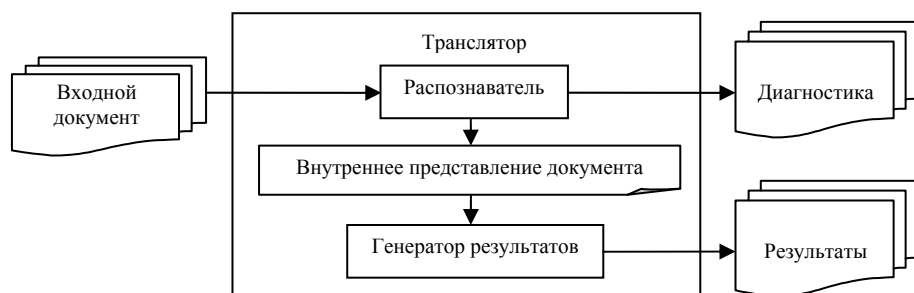 Транслятор
Входной
документ
Распознаватель
Диагностика
Внутреннее представление документа
Генератор результатов
Результаты